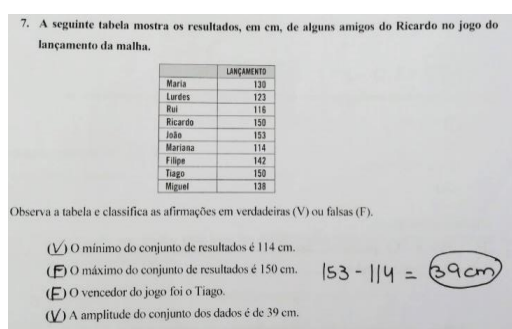 7. A seguinte tabela mostra os resultados, em cm, de alguns amigos do Ricardo no jogo do
lançamento da malha.
LANÇAMENTO
Maria 130
Lurdes 123
Rui 116
Ricardo 150
João 153
Mariana 114
Filipe 142
Tiago 150
Miguel 138
Observa a tabela e classifica as afirmações em verdadeiras (V) ou falsas (F).
(V) O mínimo do conjunto de resultados é 114 cm.
(F) O máximo do conjunto de resultados é 150 cm. 153 - 114 = 39 cm
(F) O vencedor do jogo foi o Tiago.
(V) A amplitude do conjunto dos dados é de 39 cm.